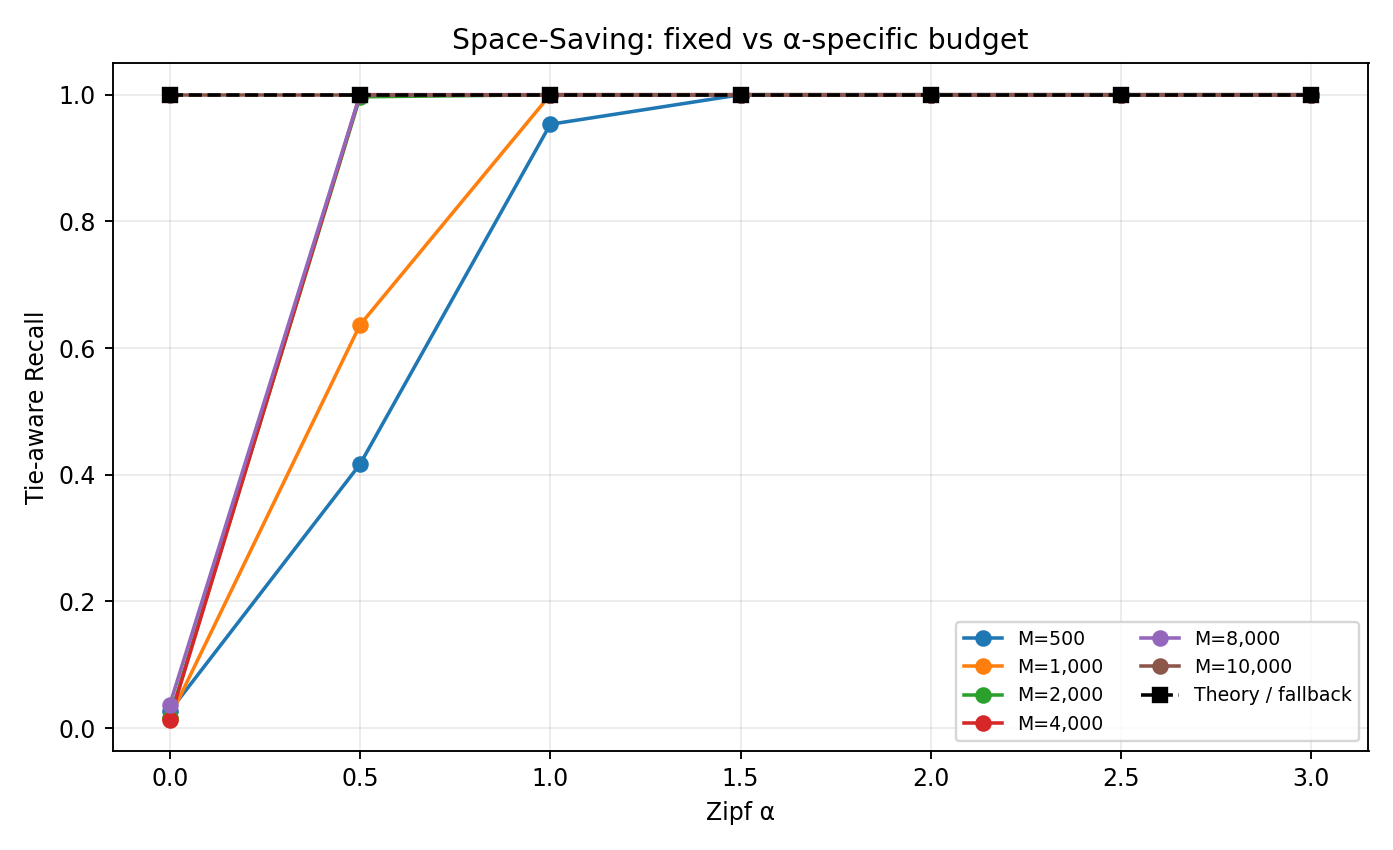 Space-Saving: fixed vs α-specific budget
Tie-aware Recall
1.0
0.8
0.6
0.4
0.2
0.0
0.0 0.5 1.0 1.5 2.0 2.5 3.0
Zipf α
M=500
M=1,000
M=2,000
M=4,000
M=8,000
M=10,000
Theory / fallback